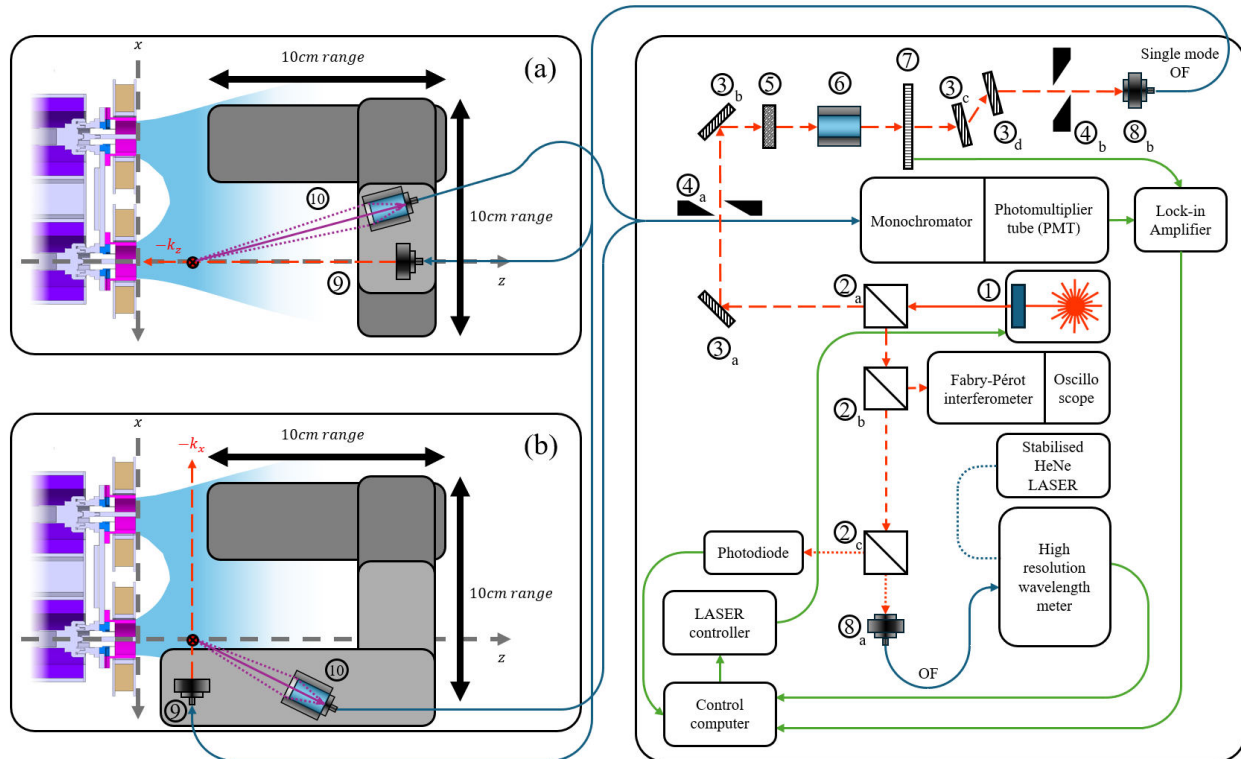 x
10cm range
(a)
⑩
10cm range
−k_z
⑨
z
x
−k_x
10cm range
(b)
10cm range
z
⑩
⑨
③b
⑤
⑥
⑦
③c
③d
④b
⑧b
Single mode
OF
④a
Monochromator
Photomultiplier
tube (PMT)
Lock-in
Amplifier
②a
①
③a
②b
Fabry-Pérot
interferometer
Oscillo
scope
Stabilised
HeNe
LASER
②c
Photodiode
High
resolution
wavelength
meter
LASER
controller
⑧a
OF
Control
computer